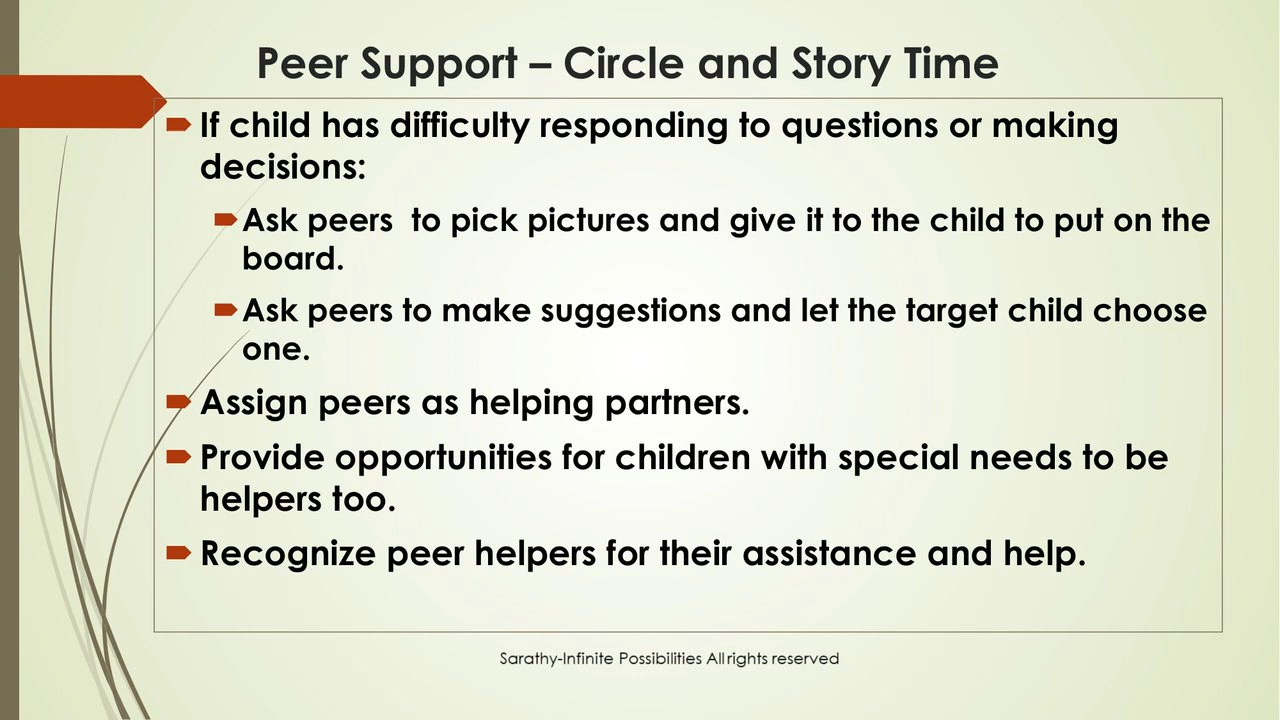 Peer Support – Circle and Story Time
If child has difficulty responding to questions or making
decisions:
Ask peers  to pick pictures and give it to the child to put on the
board.
Ask peers to make suggestions and let the target child choose
one.
Assign peers as helping partners.
Provide opportunities for children with special needs to be
helpers too.
Recognize peer helpers for their assistance and help.
Sarathy-Infinite Possibilities All rights reserved